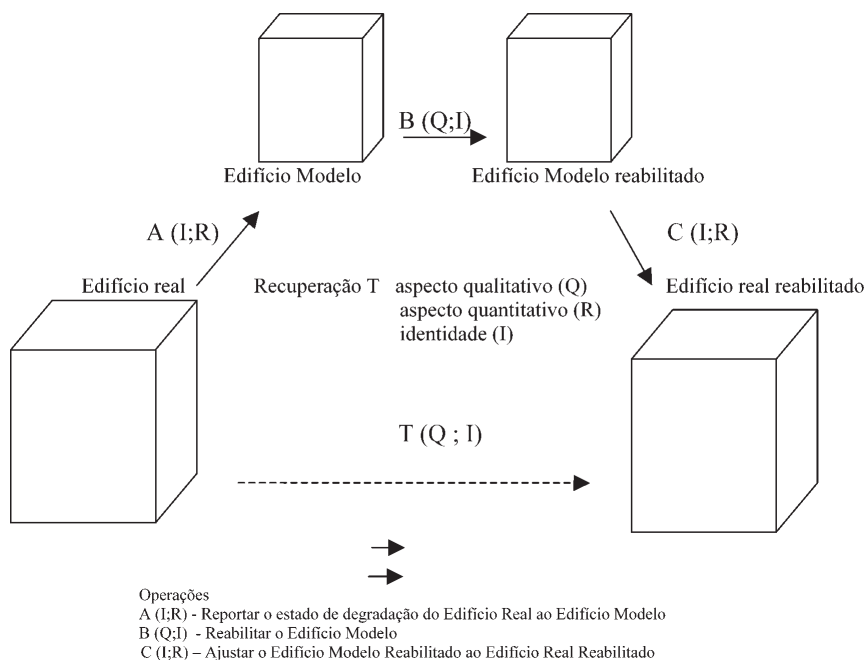 B (Q;I)
Edifício Modelo
Edifício Modelo reabilitado
A (I;R)
C (I;R)
Edifício real
Recuperação T aspecto qualitativo (Q)
aspecto quantitativo (R)
identidade (I)
Edifício real reabilitado
T (Q ; I)
Operações
A (I;R) - Reportar o estado de degradação do Edifício Real ao Edifício Modelo
B (Q;I) - Reabilitar o Edifício Modelo
C (I;R) – Ajustar o Edifício Modelo Reabilitado ao Edifício Real Reabilitado